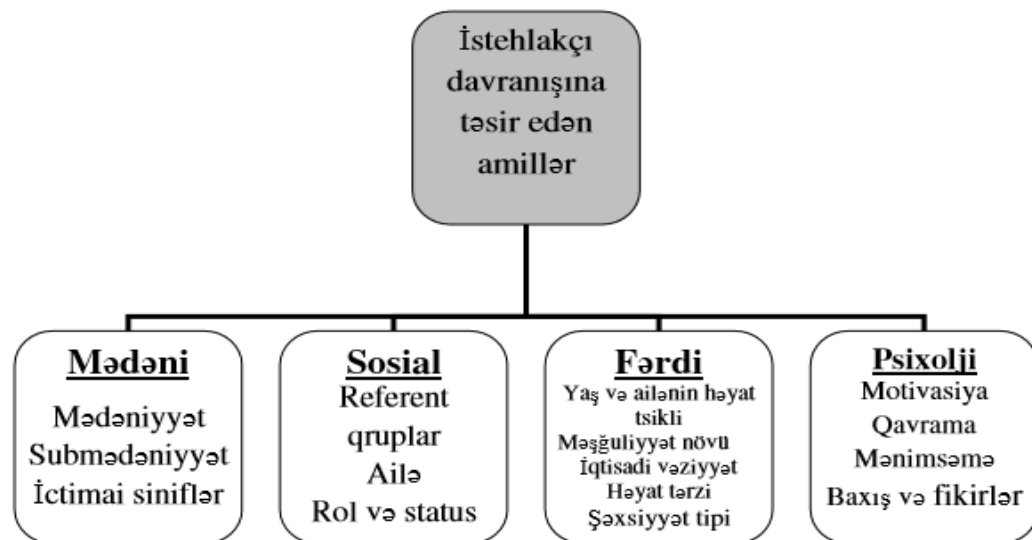 İstehlakçı
davranışına
təsir edən
amillər
Mədəni
Mədəniyyət
Submədəniyyət
İctimai siniflər
Sosial
Referent
qruplar
Ailə
Rol və status
Fərdi
Yaş və ailənin həyat
tsikli
Məşğuliyyət növü
İqtisadi vəziyyət
Həyat tərzi
Şəxsiyyət tipi
Psixolji
Motivasiya
Qavrama
Mənimsəmə
Baxış və fikirlər